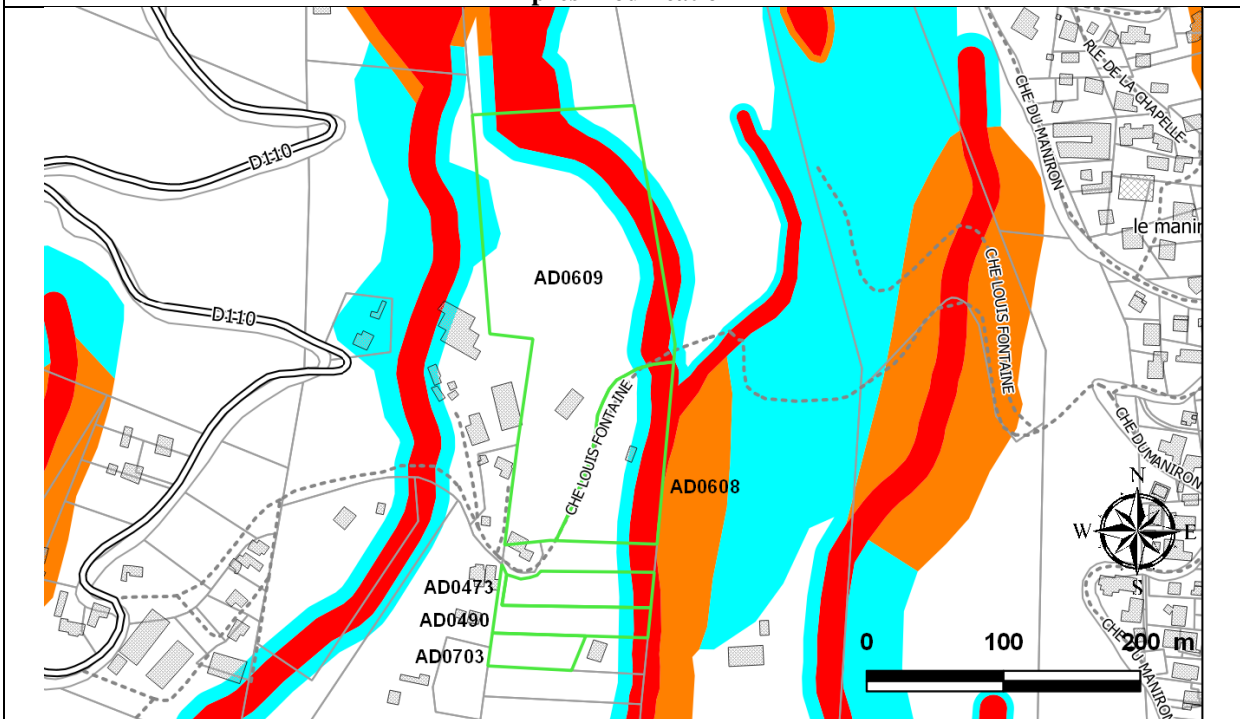 D110
RLE-DE-LA-CHAPELLE
CHE DU MANIRON
le manir
AD0609
CHE LOUIS FONTAINE
D110
CHE LOUIS FONTAINE
CHE DU MANIRON
AD0608
N
W
E
S
AD0473
AD0490
AD0703
0 100 200 m
CHE DU MANIRON